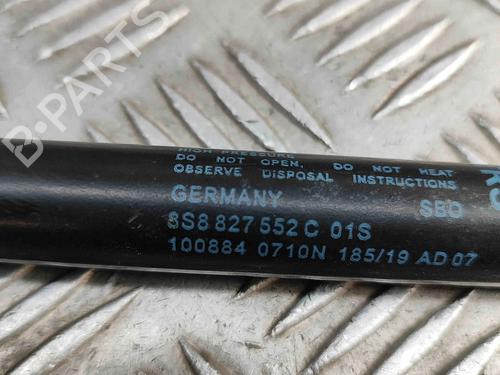 B-PARTS
HIGH PRESSURE
DO NOT OPEN. DO NOT HEAT
OBSERVE DISPOSAL INSTRUCTIONS
GERMANY SBO
8S8 827 552 C 01S
100884 0710N 185/19 AD 07